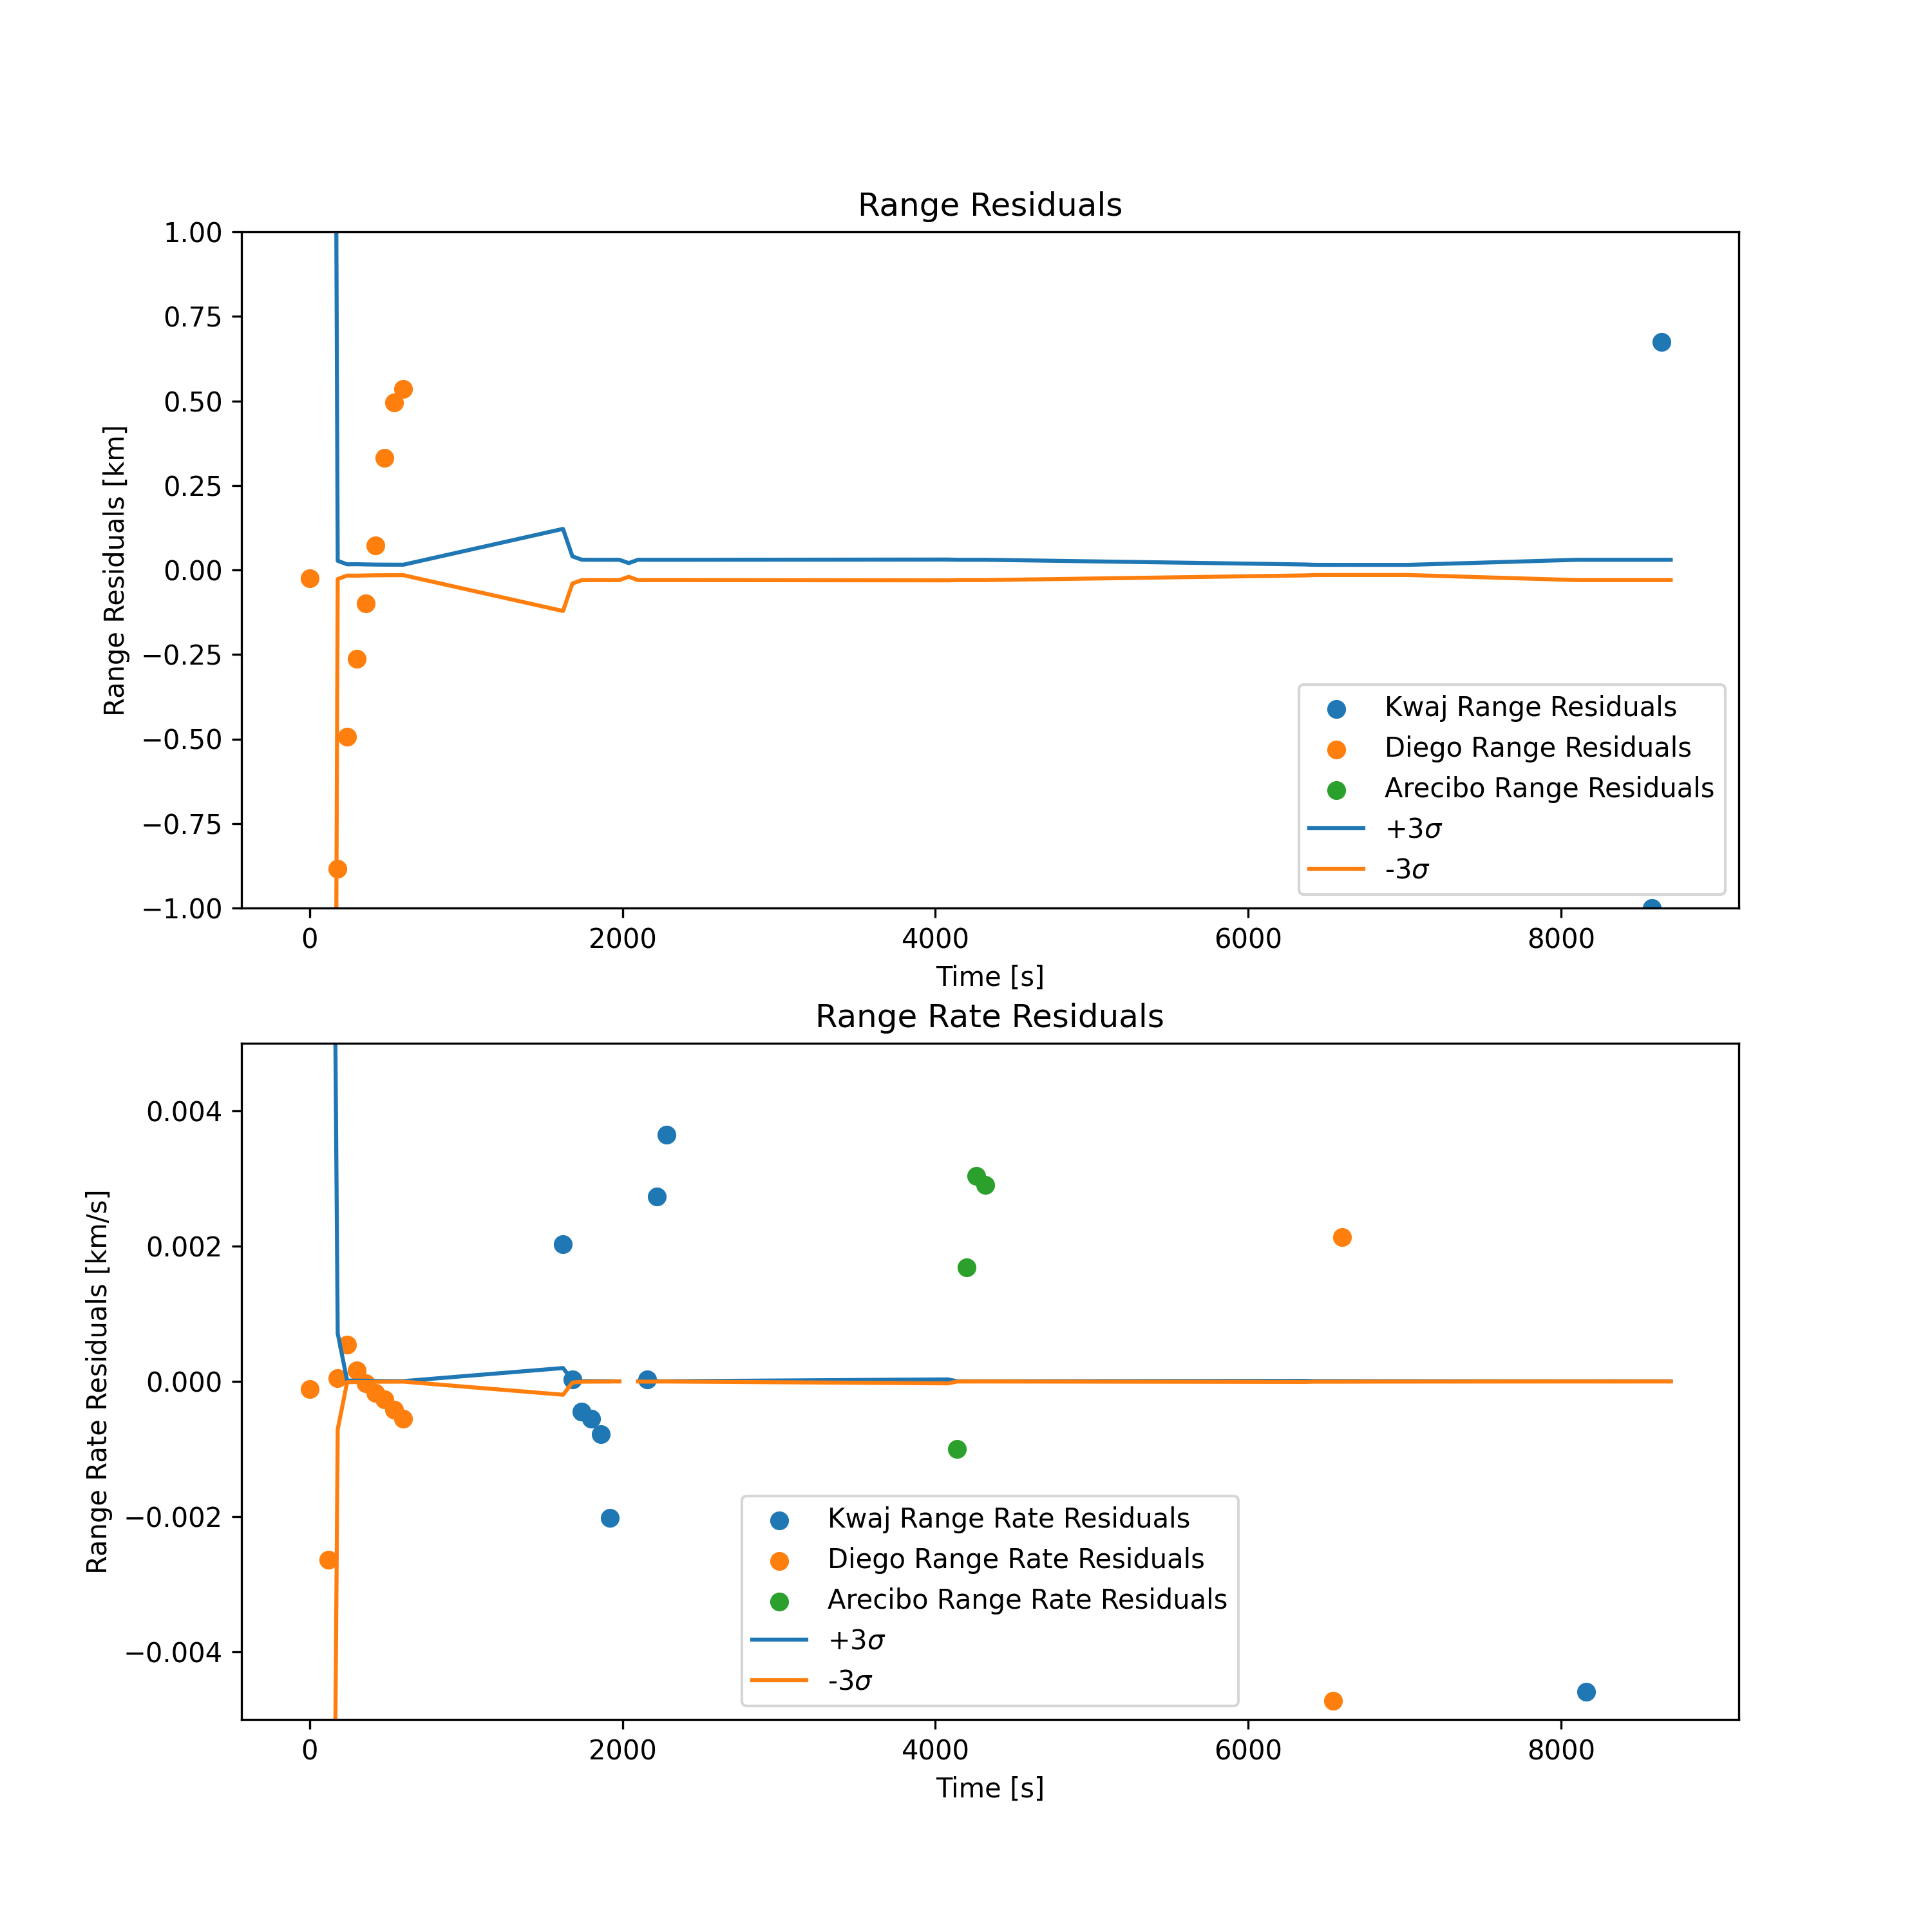 Range Residuals
1.00
0.75
0.50
0.25
0.00
−0.25
−0.50
−0.75
−1.00
Range Residuals [km]
Kwaj Range Residuals
Diego Range Residuals
Arecibo Range Residuals
+3σ
-3σ
0 2000 4000 6000 8000
Time [s]
Range Rate Residuals
0.004
0.002
0.000
−0.002
−0.004
Range Rate Residuals [km/s]
Kwaj Range Rate Residuals
Diego Range Rate Residuals
Arecibo Range Rate Residuals
+3σ
-3σ
0 2000 4000 6000 8000
Time [s]